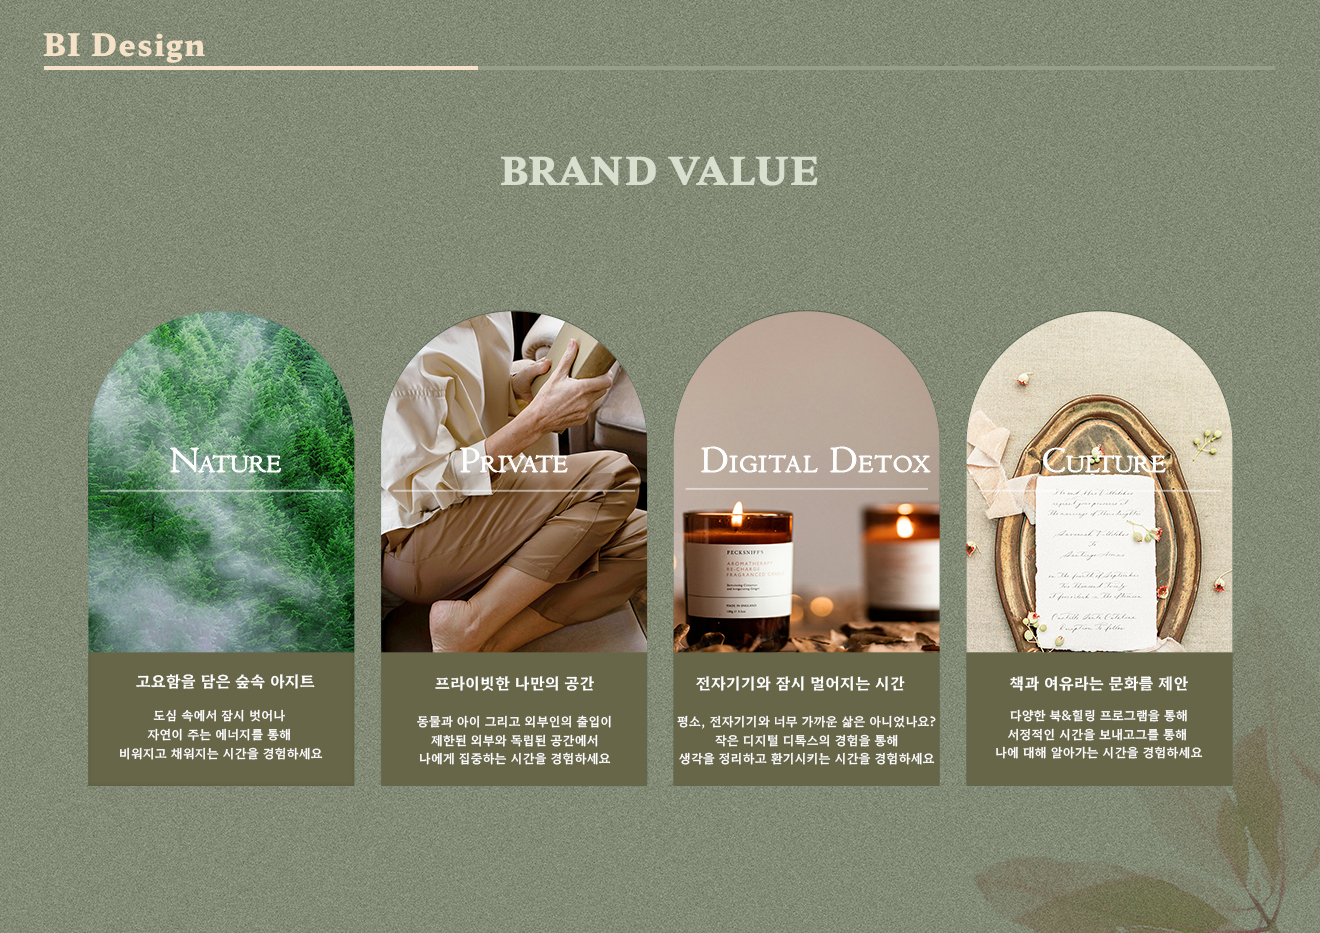 BI Design
BRAND VALUE
NATURE
고요함을 담은 숲속 아지트
도심 속에서 잠시 벗어나
자연이 주는 에너지를 통해
비워지고 채워지는 시간을 경험하세요
PRIVATE
프라이빗한 나만의 공간
동물과 아이 그리고 외부인의 출입이
제한된 외부와 독립된 공간에서
나에게 집중하는 시간을 경험하세요
DIGITAL DETOX
PECKSNIFF'S
AROMATHERAPY
RE-CHARGE
FRAGRANCED CANDLE
MADE IN ENGLAND
전자기기와 잠시 멀어지는 시간
평소, 전자기기와 너무 가까운 삶은 아니었나요?
작은 디지털 디톡스의 경험을 통해
생각을 정리하고 환기시키는 시간을 경험하세요
CULTURE
책과 여유라는 문화를 제안
다양한 북&힐링 프로그램을 통해
서정적인 시간을 보내고그를 통해
나에 대해 알아가는 시간을 경험하세요